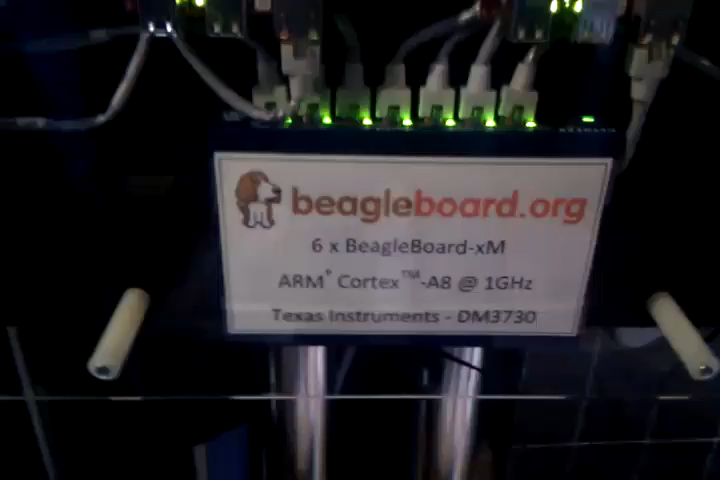 beagleboard.org
6 x BeagleBoard-xM
ARM® Cortex™-A8 @ 1GHz
Texas Instruments - DM3730